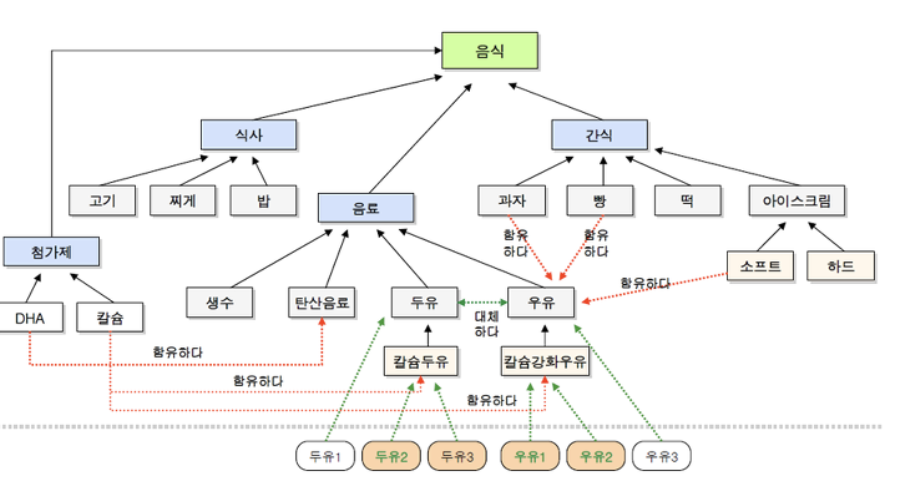 음식
식사
간식
고기
찌게
밥
음료
과자
빵
떡
아이스크림
첨가제
함유
하다
함유
하다
소프트
하드
함유하다
DHA
칼슘
생수
탄산음료
두유
우유
대체
하다
칼슘두유
칼슘강화우유
함유하다
함유하다
함유하다
두유1
두유2
두유3
우유1
우유2
우유3